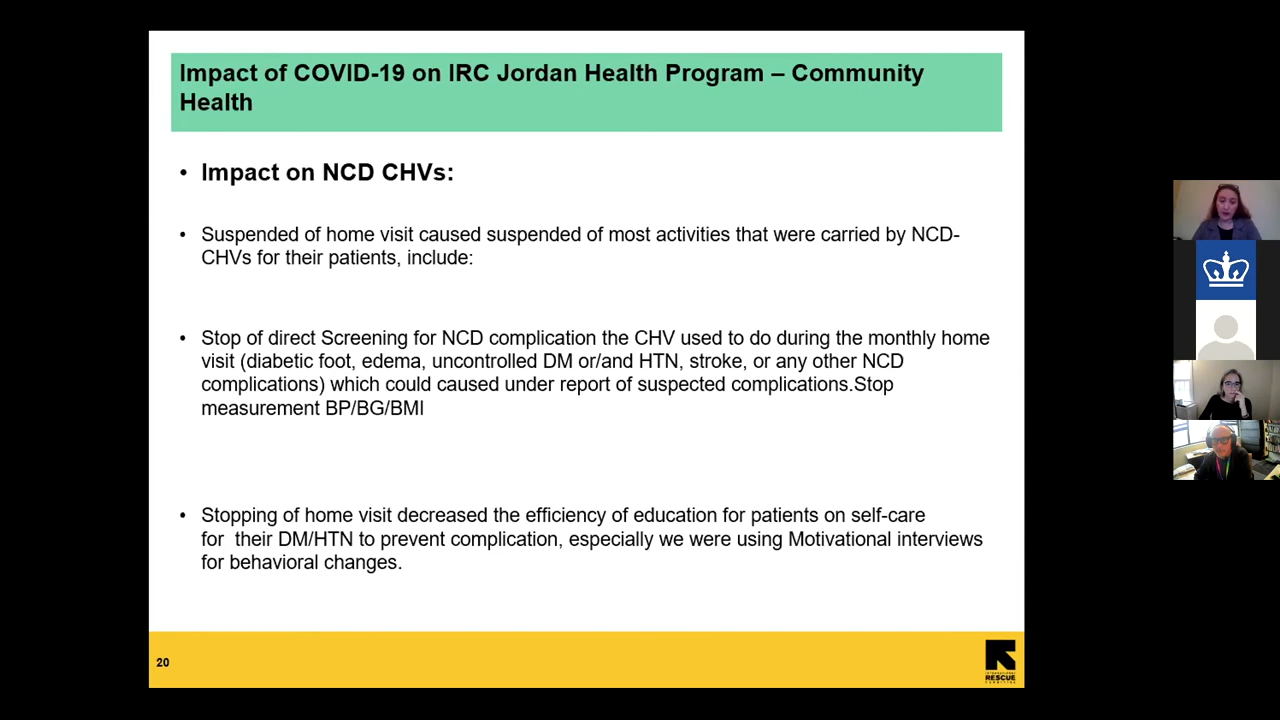 Impact of COVID-19 on IRC Jordan Health Program – Community
Health
• Impact on NCD CHVs:
• Suspended of home visit caused suspended of most activities that were carried by NCD-
CHVs for their patients, include:
• Stop of direct Screening for NCD complication the CHV used to do during the monthly home
visit (diabetic foot, edema, uncontrolled DM or/and HTN, stroke, or any other NCD
complications) which could caused under report of suspected complications.Stop
measurement BP/BG/BMI
• Stopping of home visit decreased the efficiency of education for patients on self-care
for  their DM/HTN to prevent complication, especially we were using Motivational interviews
for behavioral changes.
20
INTERNATIONAL
RESCUE
COMMITTEE